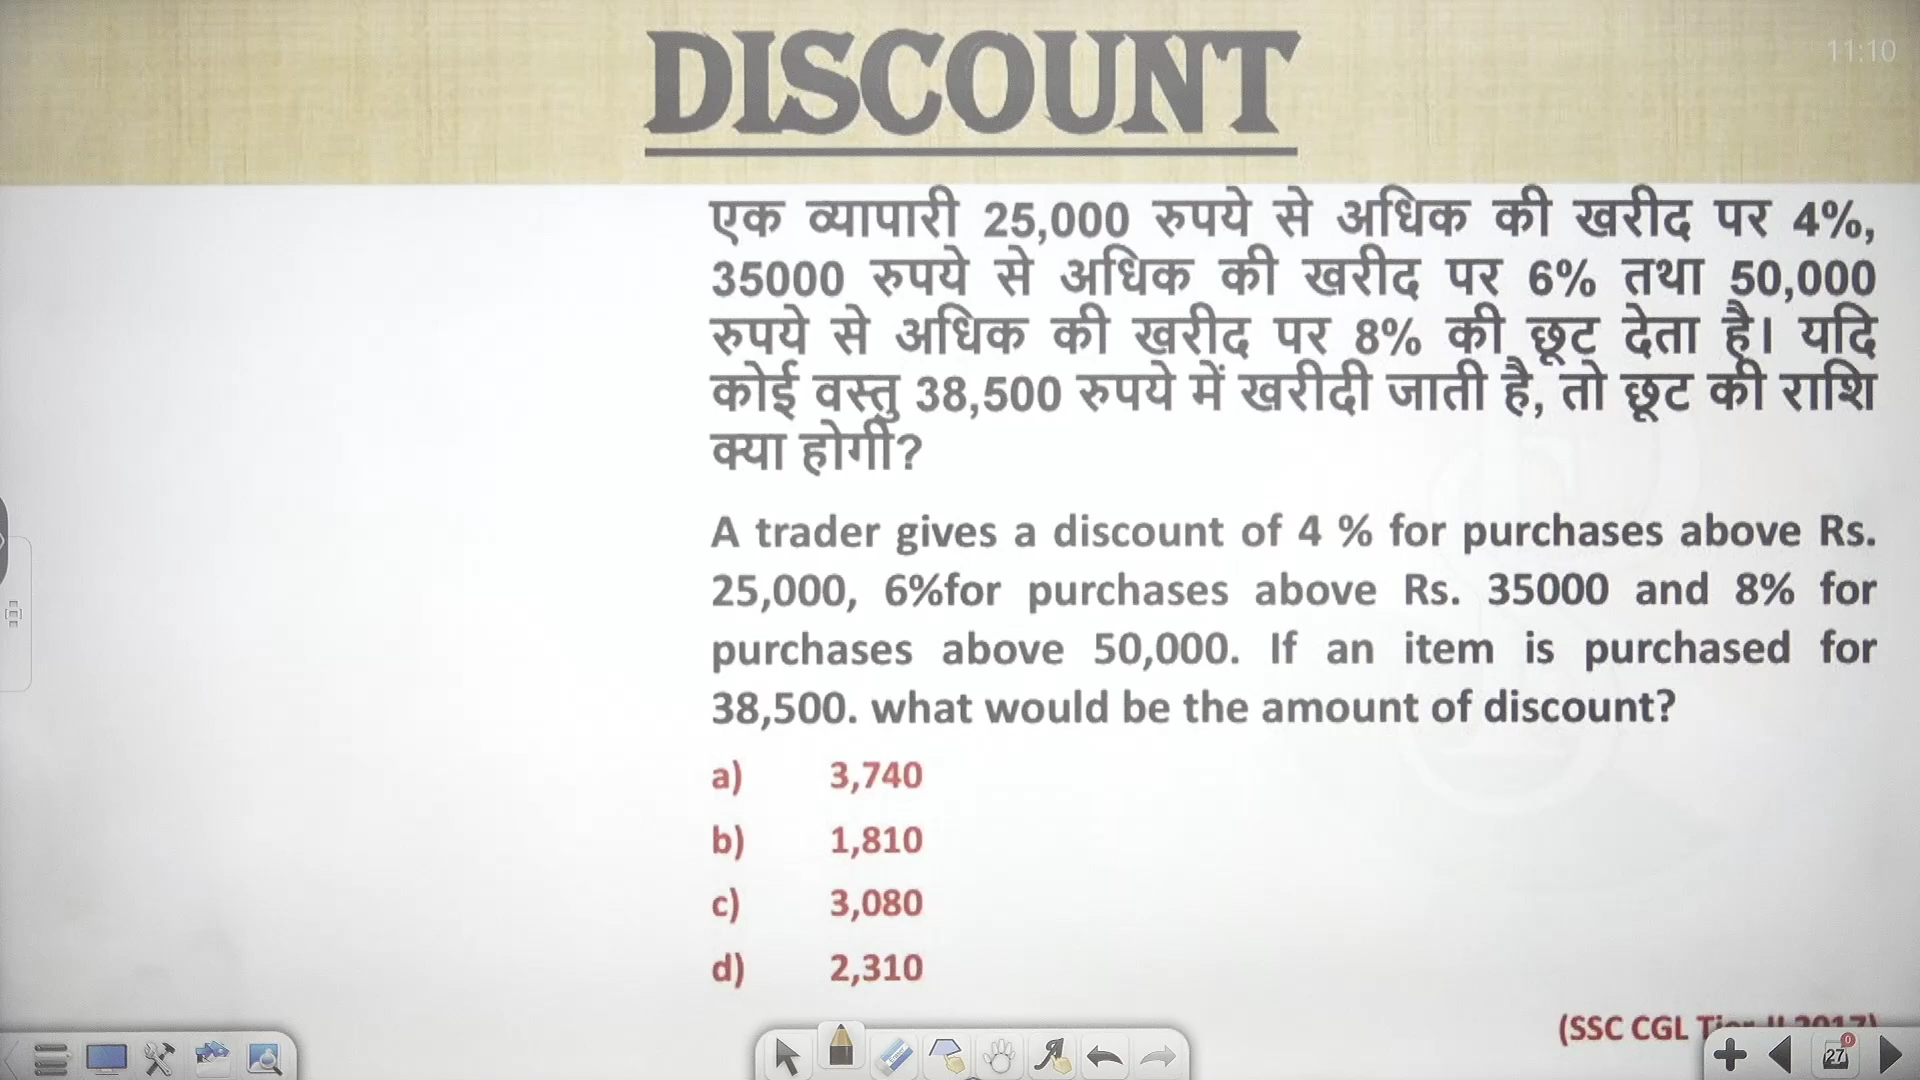 DISCOUNT
11:10
एक व्यापारी 25,000 रुपये से अधिक की खरीद पर 4%,
35000 रुपये से अधिक की खरीद पर 6% तथा 50,000
रुपये से अधिक की खरीद पर 8% की छूट देता है। यदि
कोई वस्तु 38,500 रुपये में खरीदी जाती है, तो छूट की राशि
क्या होगी?
A trader gives a discount of 4 % for purchases above Rs.
25,000, 6%for purchases above Rs. 35000 and 8% for
purchases above 50,000. If an item is purchased for
38,500. what would be the amount of discount?
a) 3,740
b) 1,810
c) 3,080
d) 2,310
(SSC CGL Tier II 2017)
27
0